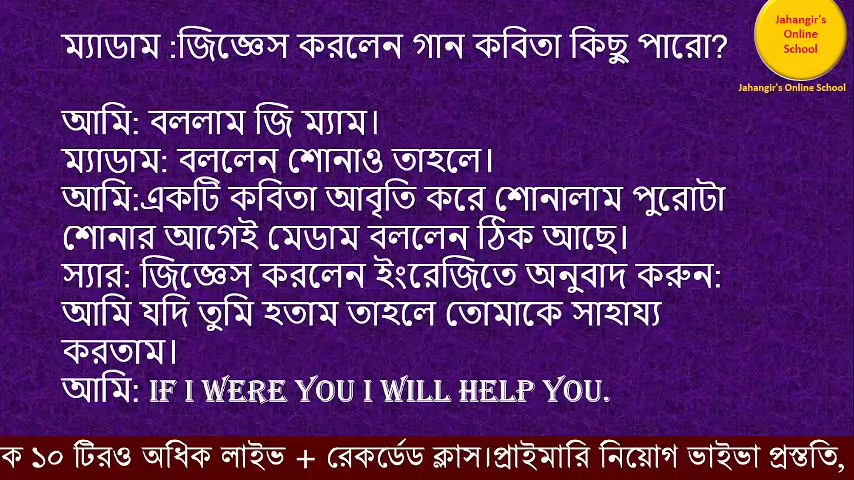 ম্যাডাম :জিজ্ঞেস করলেন গান কবিতা কিছু পারো?
Jahangir's
Online
School
Jahangir's Online School
আমি: বললাম জি ম্যাম।
ম্যাডাম: বললেন শোনাও তাহলে।
আমি:একটি কবিতা আবৃতি করে শোনালাম পুরোটা
শোনার আগেই মেডাম বললেন ঠিক আছে।
স্যার: জিজ্ঞেস করলেন ইংরেজিতে অনুবাদ করুন:
আমি যদি তুমি হতাম তাহলে তোমাকে সাহায্য
করতাম।
আমি: IF I WERE YOU I WILL HELP YOU.
ক ১০ টিরও অধিক লাইভ + রেকর্ডেড ক্লাস।প্রাইমারি নিয়োগ ভাইভা প্রস্ততি,